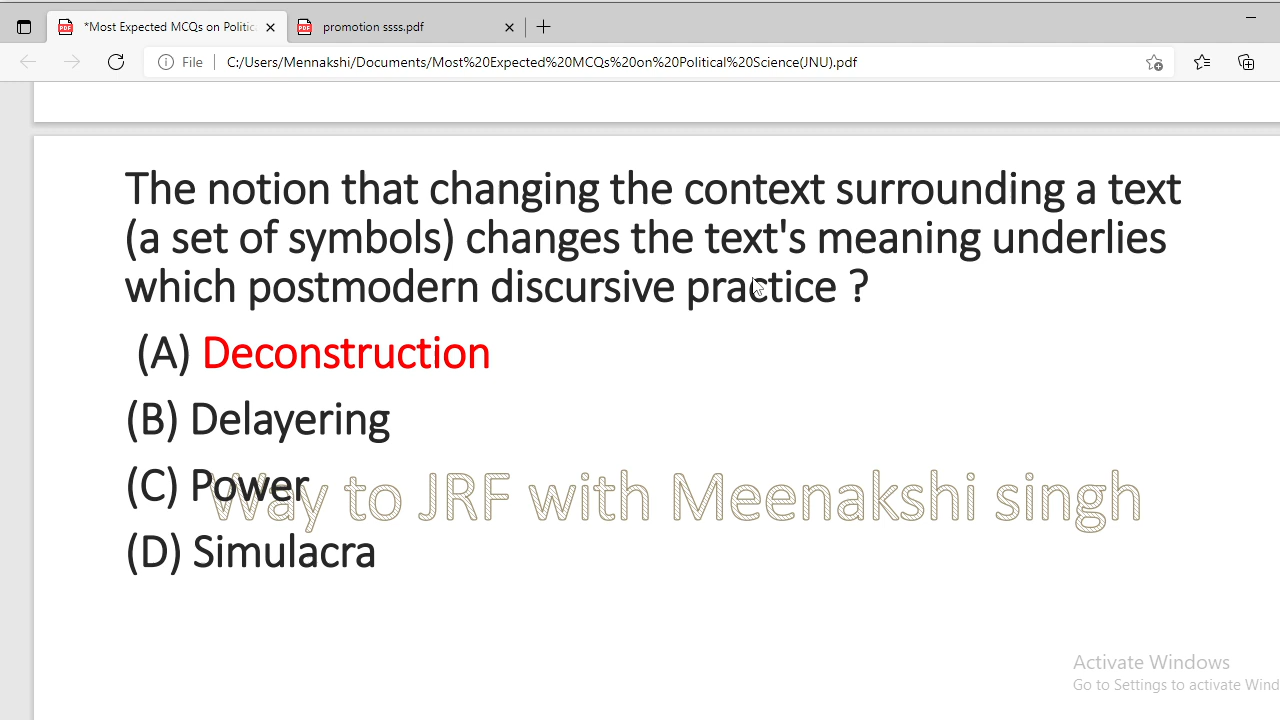 *Most Expected MCQs on Politic
promotion ssss.pdf
File
C:/Users/Mennakshi/Documents/Most%20Expected%20MCQs%20on%20Political%20Science(JNU).pdf
The notion that changing the context surrounding a text
(a set of symbols) changes the text's meaning underlies
which postmodern discursive practice ?
(A) Deconstruction
(B) Delayering
(C) Power
Way to JRF with Meenakshi singh
(D) Simulacra
Activate Windows
Go to Settings to activate Wind